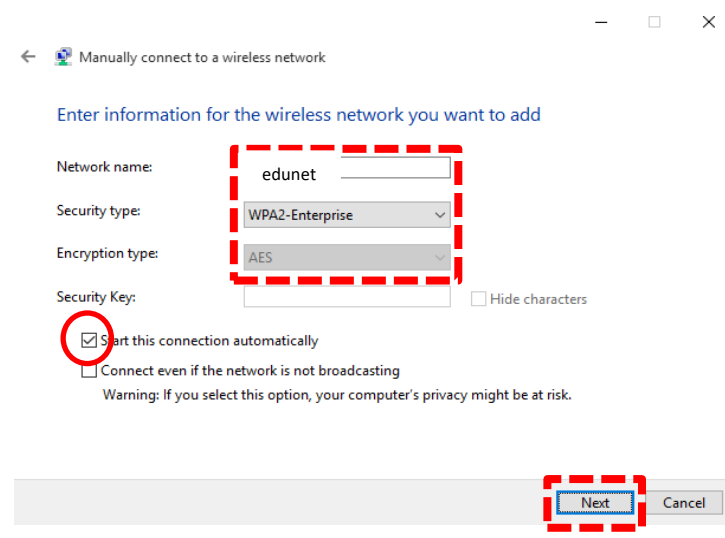 Manually connect to a wireless network
Enter information for the wireless network you want to add
Network name: edunet
Security type: WPA2-Enterprise
Encryption type: AES
Security Key: Hide characters
Start this connection automatically
Connect even if the network is not broadcasting
Warning: If you select this option, your computer's privacy might be at risk.
Next Cancel